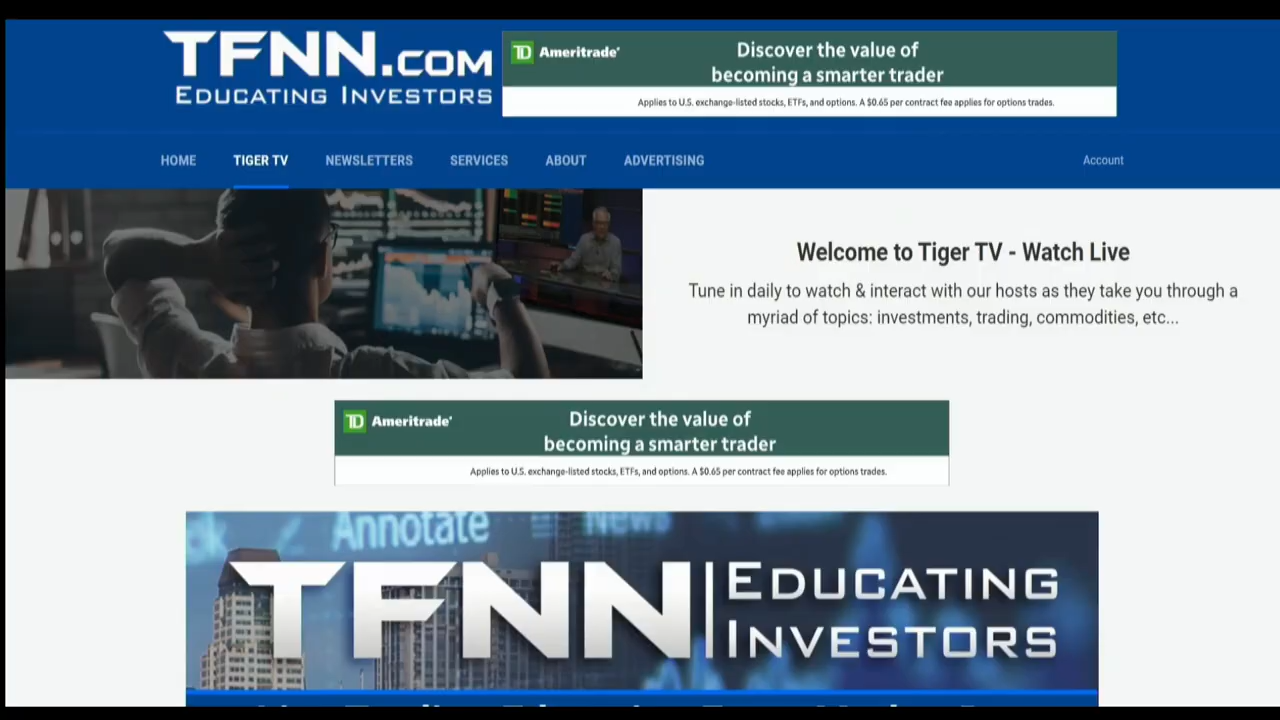 TFNN.COM
EDUCATING INVESTORS
TD Ameritrade
Discover the value of
becoming a smarter trader
Applies to U.S. exchange-listed stocks, ETFs, and options. A $0.65 per contract fee applies for options trades.
HOME TIGER TV NEWSLETTERS SERVICES ABOUT ADVERTISING Account
Welcome to Tiger TV - Watch Live
Tune in daily to watch & interact with our hosts as they take you through a
myriad of topics: investments, trading, commodities, etc...
TD Ameritrade
Discover the value of
becoming a smarter trader
Applies to U.S. exchange-listed stocks, ETFs, and options. A $0.65 per contract fee applies for options trades.
Annotate News
TFNN EDUCATING
INVESTORS